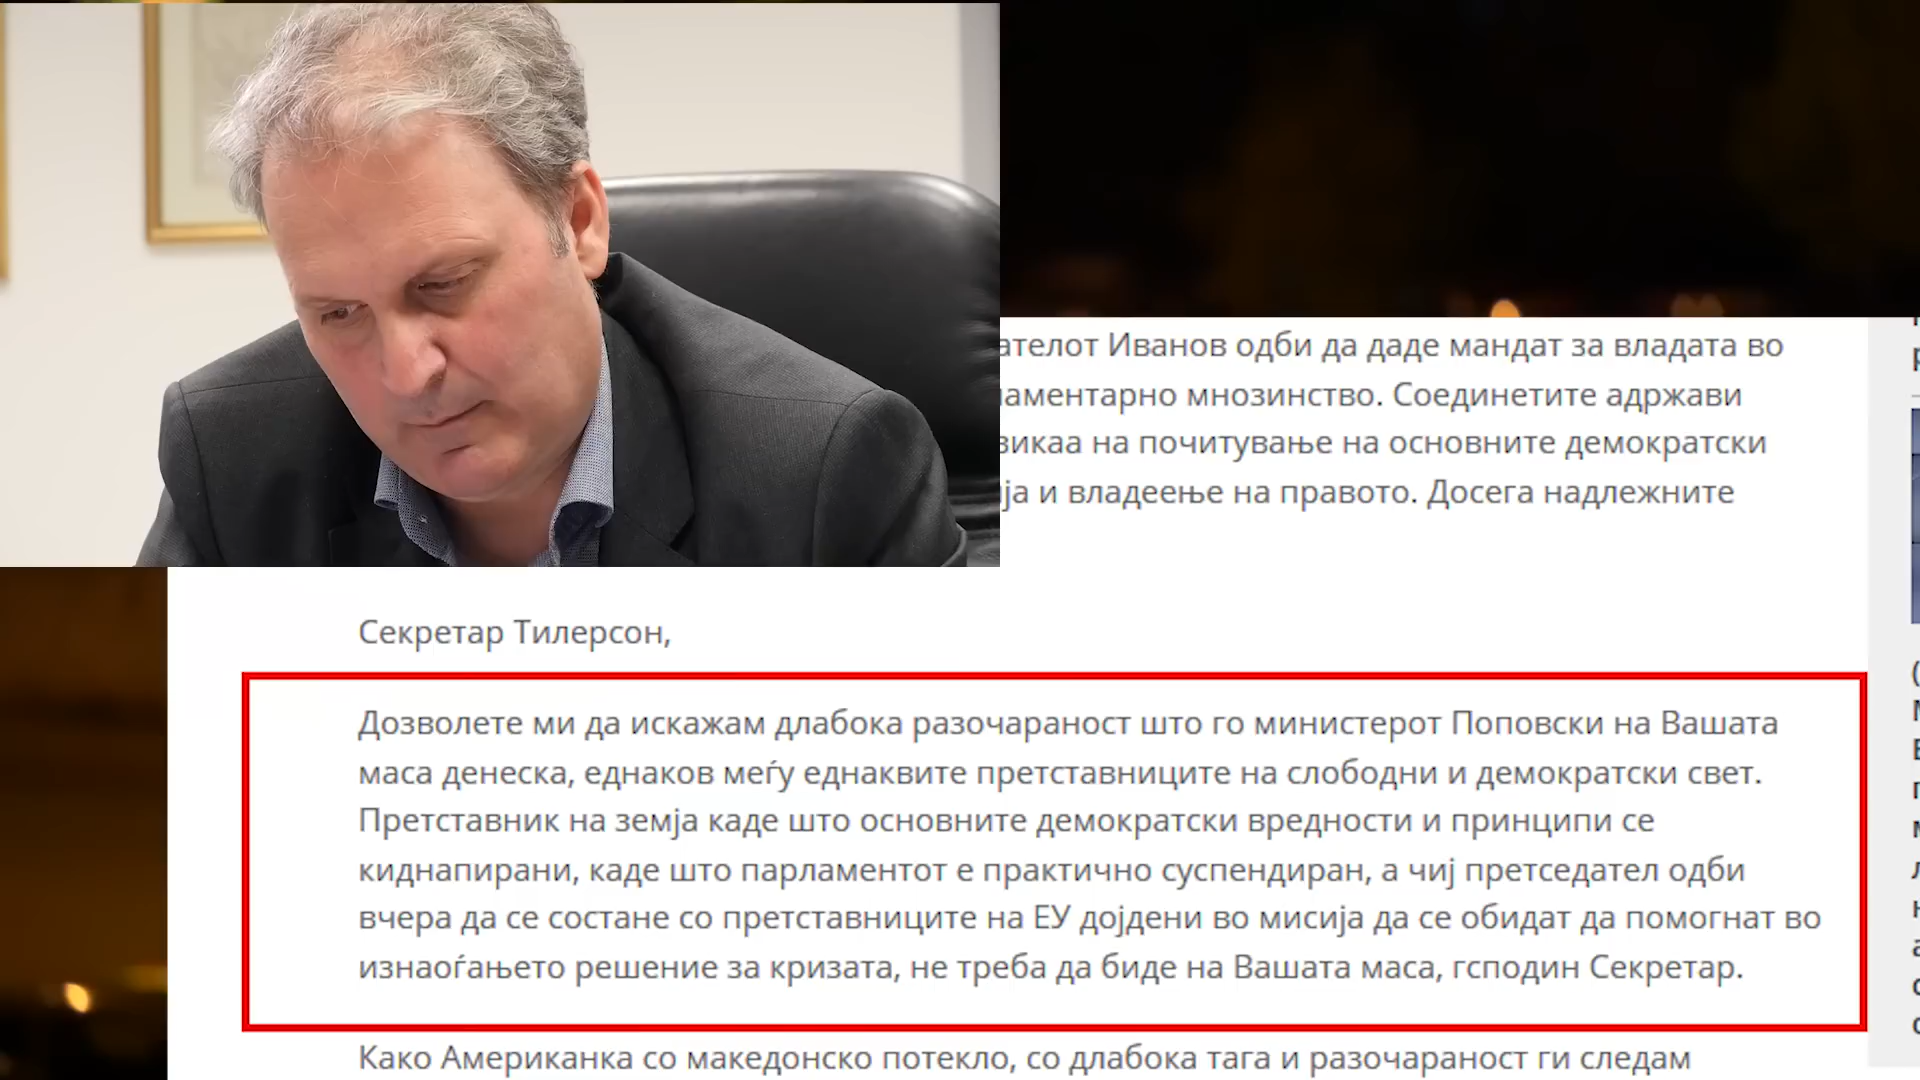 Иванов одби да даде мандат за владата во
мнозинство. Соединетите адржави
на почитување на основните демократски
и владеење на правото. Досега надлежните
Секретар Тилерсон,
Дозволете ми да искажам длабока разочараност што го министерот Поповски на Вашата
маса денеска, еднаков меѓу еднаквите претставниците на слободни и демократски свет.
Претставник на земја каде што основните демократски вредности и принципи се
киднапирани, каде што парламентот е практично суспендиран, а чиј претседател одби
вчера да се состане со претставниците на ЕУ дојдени во мисија да се обидат да помогнат во
изнаоѓањето решение за кризата, не треба да биде на Вашата маса, гсподин Секретар.
Како Американка со македонско потекло, со длабока тага и разочараност ги следам